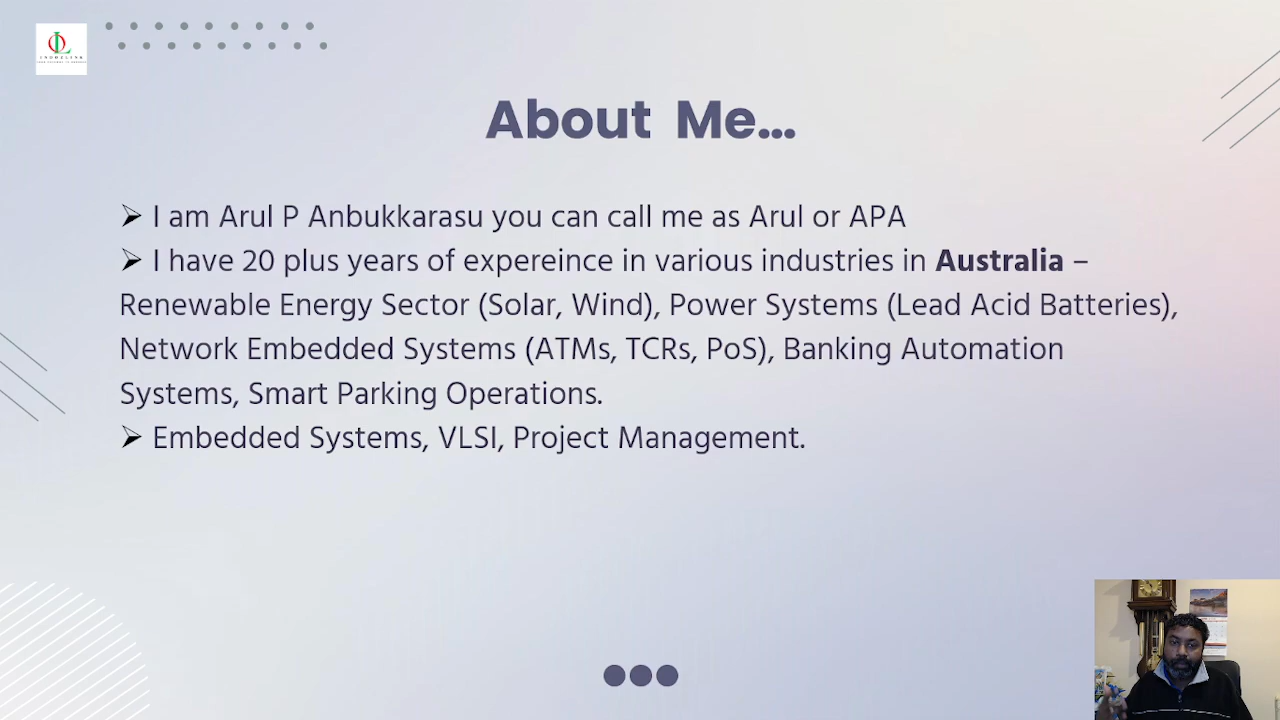 INDOZLINK
About Me...
➢ I am Arul P Anbukkarasu you can call me as Arul or APA
➢ I have 20 plus years of expereince in various industries in Australia –
Renewable Energy Sector (Solar, Wind), Power Systems (Lead Acid Batteries),
Network Embedded Systems (ATMs, TCRs, PoS), Banking Automation
Systems, Smart Parking Operations.
➢ Embedded Systems, VLSI, Project Management.